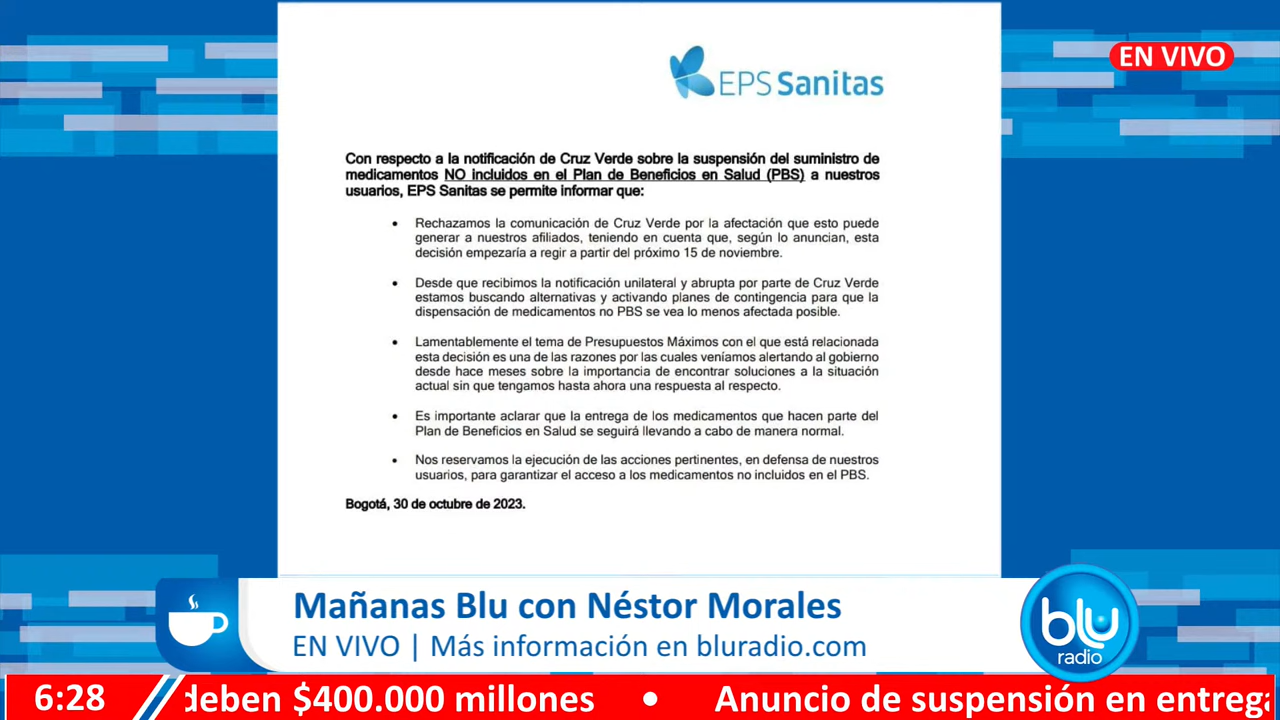 EN VIVO
EPS Sanitas
Con respecto a la notificación de Cruz Verde sobre la suspensión del suministro de
medicamentos NO incluidos en el Plan de Beneficios en Salud (PBS) a nuestros
usuarios, EPS Sanitas se permite informar que:
• Rechazamos la comunicación de Cruz Verde por la afectación que esto puede
generar a nuestros afiliados, teniendo en cuenta que, según lo anuncian, esta
decisión empezaría a regir a partir del próximo 15 de noviembre.
• Desde que recibimos la notificación unilateral y abrupta por parte de Cruz Verde
estamos buscando alternativas y activando planes de contingencia para que la
dispensación de medicamentos no PBS se vea lo menos afectada posible.
• Lamentablemente el tema de Presupuestos Máximos con el que está relacionada
esta decisión es una de las razones por las cuales veníamos alertando al gobierno
desde hace meses sobre la importancia de encontrar soluciones a la situación
actual sin que tengamos hasta ahora una respuesta al respecto.
• Es importante aclarar que la entrega de los medicamentos que hacen parte del
Plan de Beneficios en Salud se seguirá llevando a cabo de manera normal.
• Nos reservamos la ejecución de las acciones pertinentes, en defensa de nuestros
usuarios, para garantizar el acceso a los medicamentos no incluidos en el PBS.
Bogotá, 30 de octubre de 2023.
Mañanas Blu con Néstor Morales
EN VIVO | Más información en bluradio.com
blu
radio
6:28 deben $400.000 millones • Anuncio de suspensión en entrega